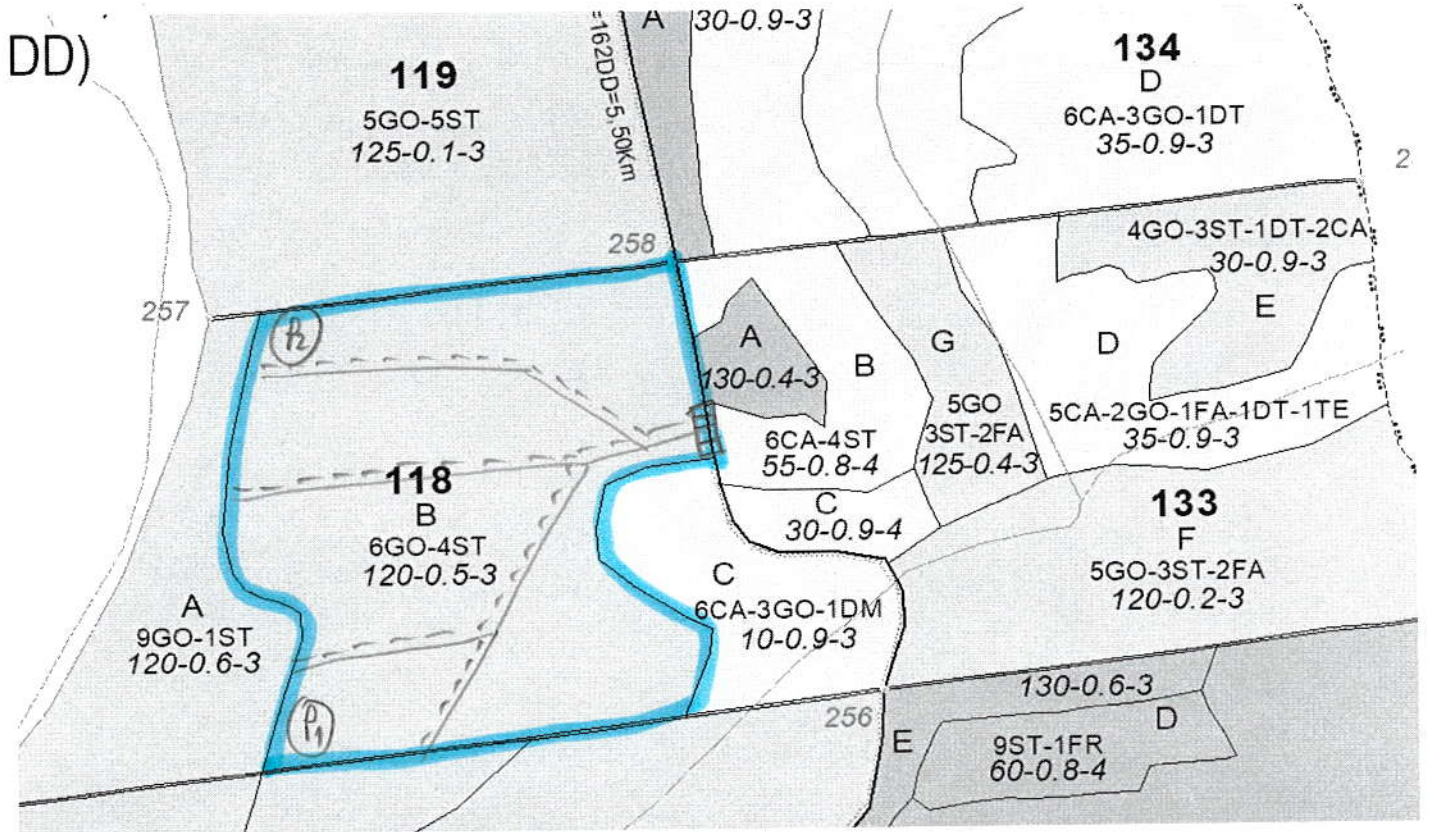 DD)
119
5GO-5ST
125-0.1-3
=162DD=5,50Km
A
30-0.9-3
134
D
6CA-3GO-1DT
35-0.9-3
2
258
257
4GO-3ST-1DT-2CA
30-0.9-3
E
P2
A
130-0.4-3
B
6CA-4ST
55-0.8-4
G
5GO
3ST-2FA
125-0.4-3
D
5CA-2GO-1FA-1DT-1TE
35-0.9-3
118
B
6GO-4ST
120-0.5-3
C
30-0.9-4
133
F
5GO-3ST-2FA
120-0.2-3
A
9GO-1ST
120-0.6-3
C
6CA-3GO-1DM
10-0.9-3
P1
256
130-0.6-3
E
D
9ST-1FR
60-0.8-4